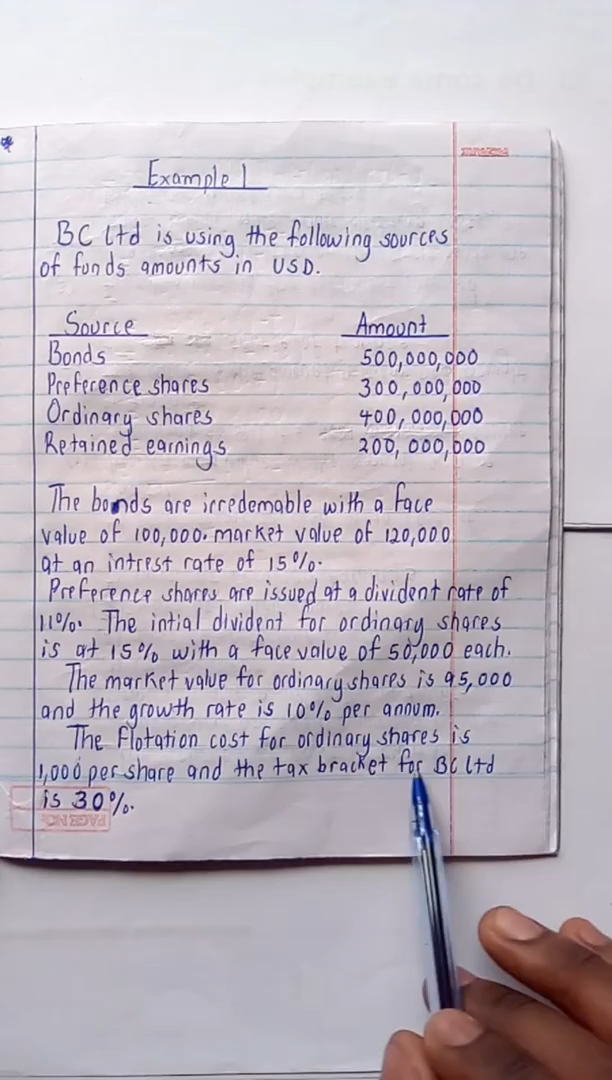 Example 1
BC Ltd is using the following sources
of funds amounts in USD.
Source Amount
Bonds 500,000,000
Preference shares 300,000,000
Ordinary shares 400,000,000
Retained earnings 200,000,000
The bonds are irredemable with a face
value of 100,000. market value of 120,000
at an intrest rate of 15%.
Preference shares are issued at a divident rate of
11%. The intial divident for ordinary shares
is at 15% with a face value of 50,000 each.
The market value for ordinary shares is 95,000
and the growth rate is 10% per annum.
The flotation cost for ordinary shares is
1,000 per share and the tax bracket for BC Ltd
is 30%.
PAGE NO: